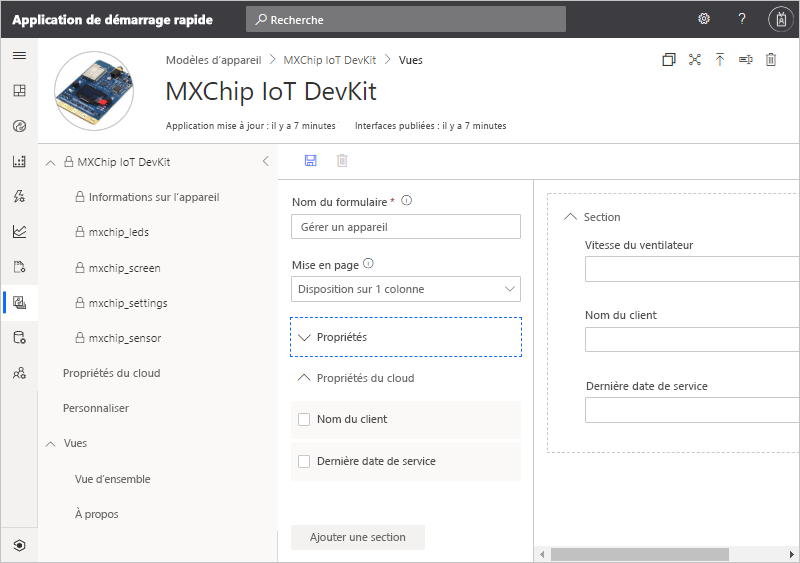 Application de démarrage rapide
Recherche
?
Modèles d’appareil > MXChip IoT DevKit > Vues
MXChip IoT DevKit
Application mise à jour : il y a 7 minutes Interfaces publiées : il y a 7 minutes
MXChip IoT DevKit
Informations sur l’appareil
mxchip_leds
mxchip_screen
mxchip_settings
mxchip_sensor
Propriétés du cloud
Personnaliser
Vues
Vue d’ensemble
À propos
Nom du formulaire *
Gérer un appareil
Mise en page
Disposition sur 1 colonne
Propriétés
Propriétés du cloud
Nom du client
Dernière date de service
Ajouter une section
Section
Vitesse du ventilateur
Nom du client
Dernière date de service